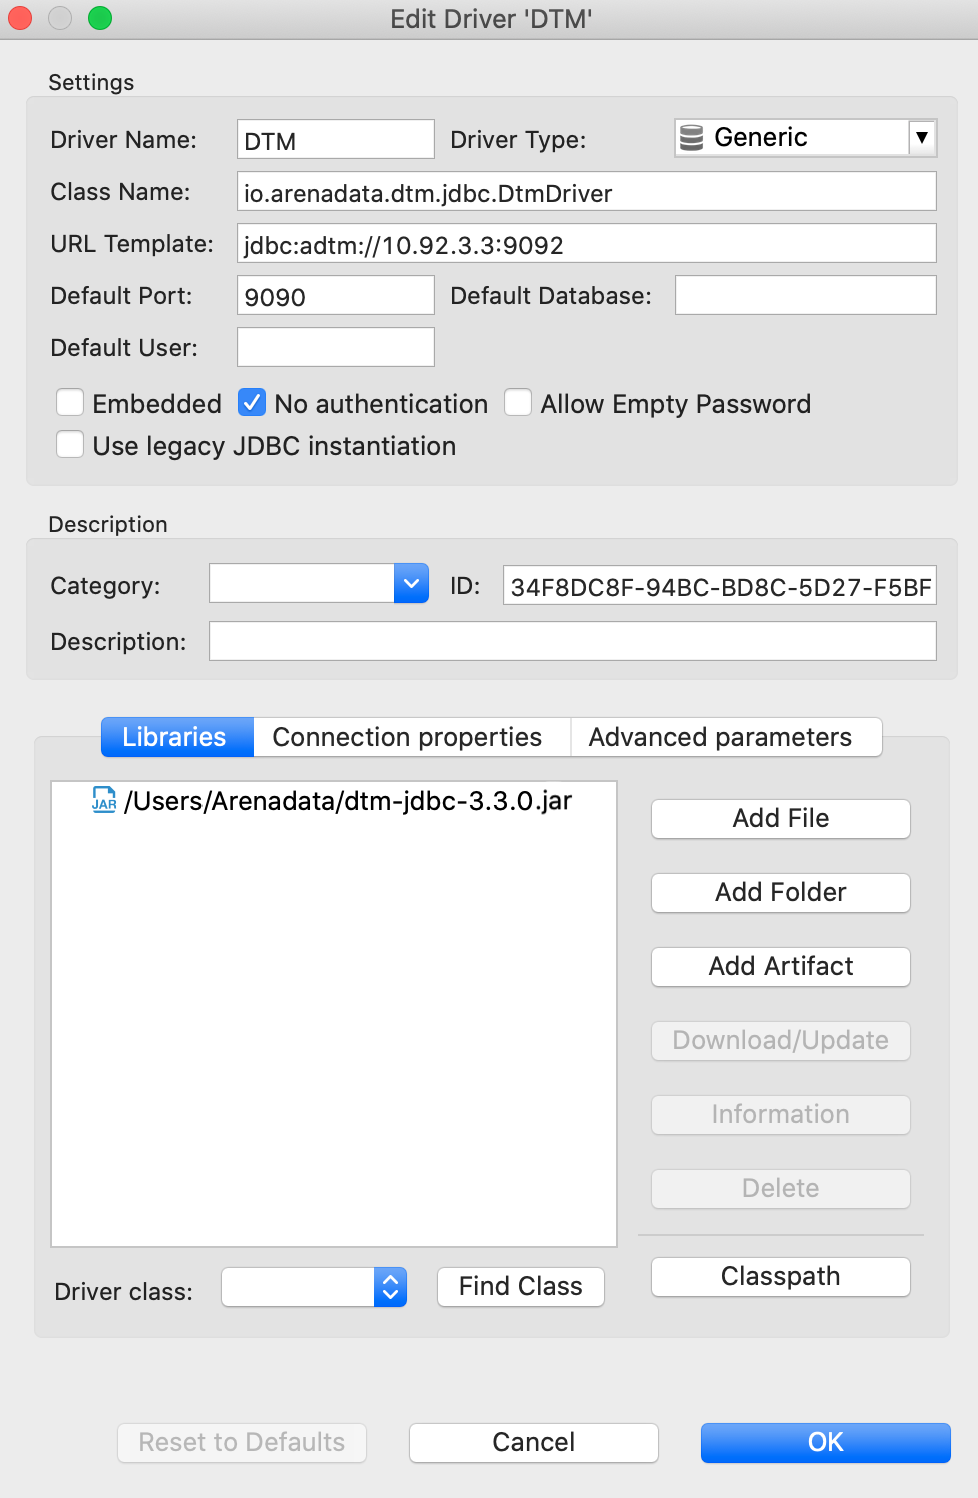 Edit Driver 'DTM'
Settings
Driver Name: DTM Driver Type: Generic
Class Name: io.arenadata.dtm.jdbc.DtmDriver
URL Template: jdbc:adtm://10.92.3.3:9092
Default Port: 9090 Default Database:
Default User:
Embedded No authentication Allow Empty Password
Use legacy JDBC instantiation
Description
Category: ID: 34F8DC8F-94BC-BD8C-5D27-F5BF
Description:
Libraries Connection properties Advanced parameters
JAR /Users/Arenadata/dtm-jdbc-3.3.0.jar
Add File
Add Folder
Add Artifact
Download/Update
Information
Delete
Classpath
Driver class: Find Class
Reset to Defaults Cancel OK